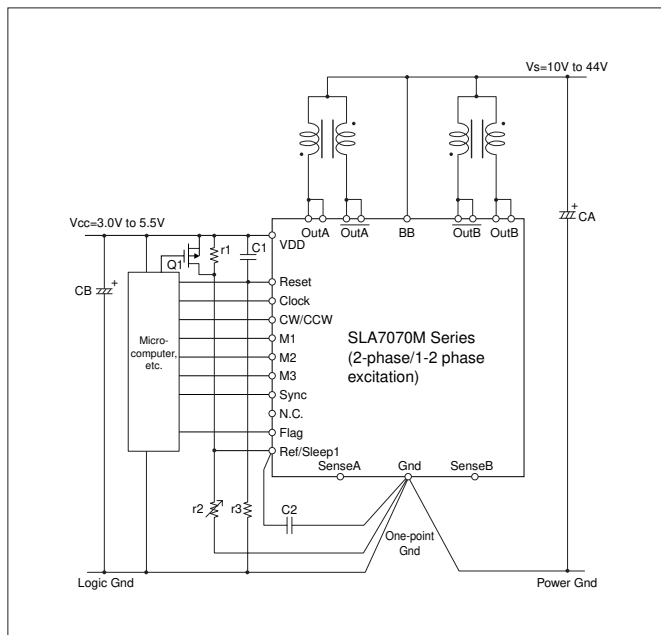 Vs=10V to 44V
Vcc=3.0V to 5.5V
OutA
OutA
BB
OutB
OutB
CA
VDD
r1
C1
Q1
CB
Reset
Clock
CW/CCW
M1
M2
M3
Sync
N.C.
Flag
Ref/Sleep1
Micro-
computer,
etc.
SLA7070M Series
(2-phase/1-2 phase
excitation)
SenseA
Gnd
SenseB
r2
r3
C2
One-point
Gnd
Logic Gnd
Power Gnd